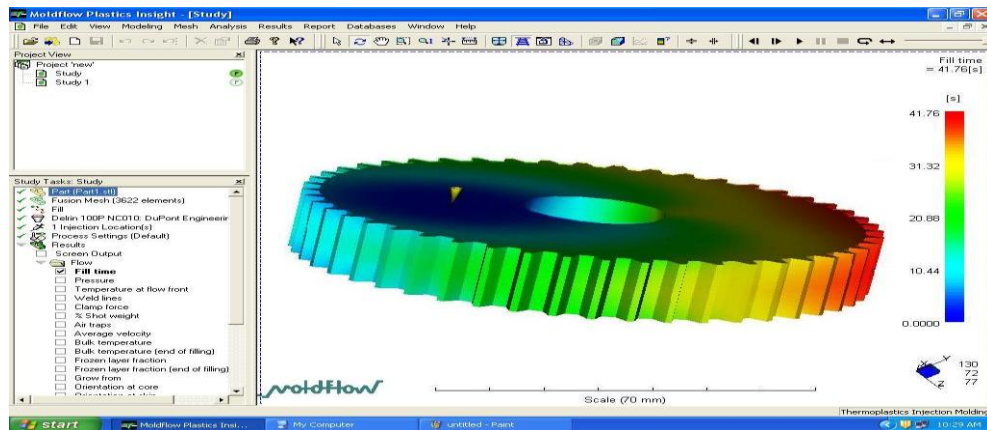 Moldflow Plastics Insight - [Study]
File Edit View Modeling Mesh Analysis Results Report Databases Window Help
Project View
Project 'new'
Study
Study 1
Study Tasks: Study
Part (Part1.stl)
Fusion Mesh (3622 elements)
Fill
Delrin 100P NC010: DuPont Engineerir
1 Injection Location(s)
Process Settings (Default)
Results
Screen Output
Flow
Fill time
Pressure
Temperature at flow front
Weld lines
Clamp force
% Shot weight
Air traps
Average velocity
Bulk temperature
Bulk temperature (end of filling)
Frozen layer fraction
Frozen layer fraction (end of filling)
Grow from
Orientation at core
Orientation at skin
Fill time
= 41.76[s]
[s]
41.76
31.32
20.88
10.44
0.0000
moldflow
Scale (70 mm)
X Y Z
130
72
77
Thermoplastics Injection Molding
start
Moldflow Plastics Insi...
My Computer
untitled - Paint
10:29 AM